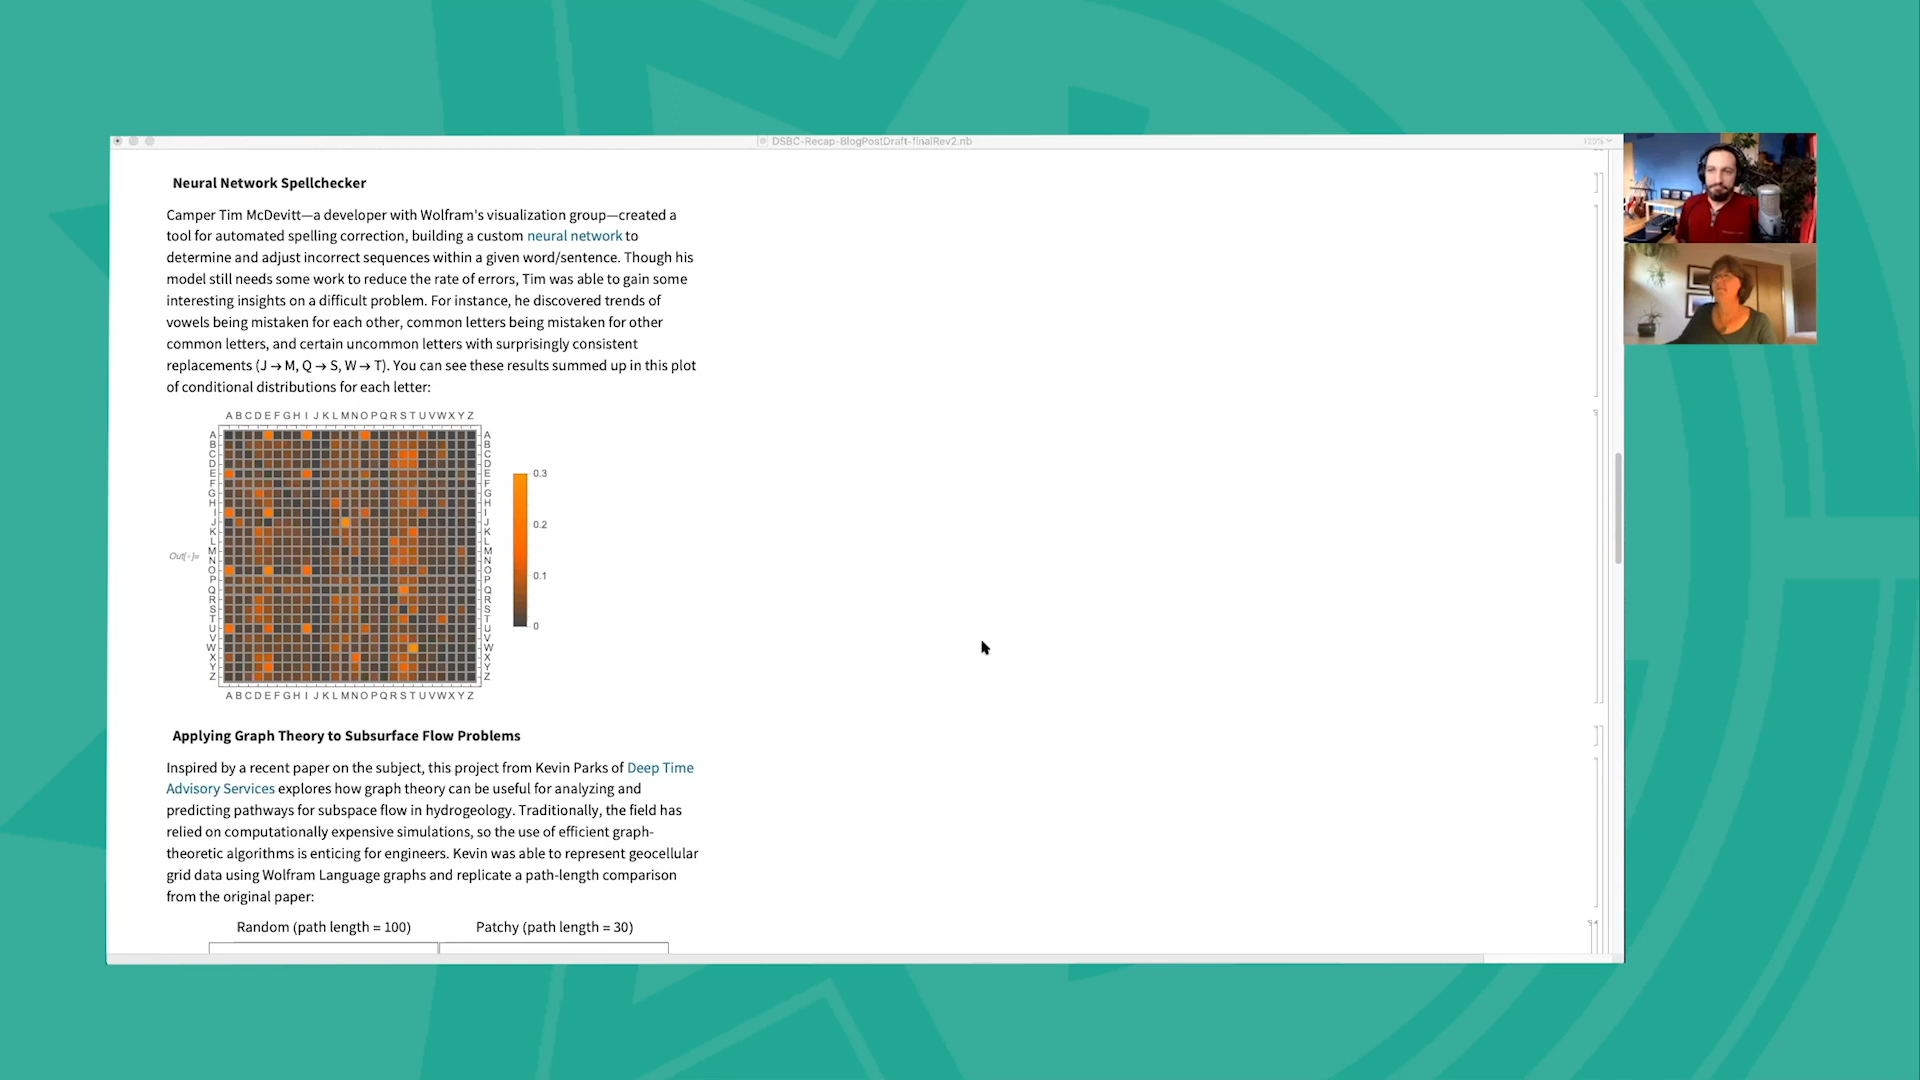 DSBC-Recap-BlogPostDraft-finalRev2.nb
125%
Neural Network Spellchecker
Camper Tim McDevitt—a developer with Wolfram's visualization group—created a
tool for automated spelling correction, building a custom neural network to
determine and adjust incorrect sequences within a given word/sentence. Though his
model still needs some work to reduce the rate of errors, Tim was able to gain some
interesting insights on a difficult problem. For instance, he discovered trends of
vowels being mistaken for each other, common letters being mistaken for other
common letters, and certain uncommon letters with surprisingly consistent
replacements (J → M, Q → S, W → T). You can see these results summed up in this plot
of conditional distributions for each letter:
A B C D E F G H I J K L M N O P Q R S T U V W X Y Z
A A
B B
C C
D D
E E
F F
G G
H H
I I
J J
K K
L L
M M
N N
O O
P P
Q Q
R R
S S
T T
U U
V V
W W
X X
Y Y
Z Z
A B C D E F G H I J K L M N O P Q R S T U V W X Y Z
Out[-]=
0.3
0.2
0.1
0
Applying Graph Theory to Subsurface Flow Problems
Inspired by a recent paper on the subject, this project from Kevin Parks of Deep Time
Advisory Services explores how graph theory can be useful for analyzing and
predicting pathways for subspace flow in hydrogeology. Traditionally, the field has
relied on computationally expensive simulations, so the use of efficient graph-
theoretic algorithms is enticing for engineers. Kevin was able to represent geocellular
grid data using Wolfram Language graphs and replicate a path-length comparison
from the original paper:
Random (path length = 100) Patchy (path length = 30)